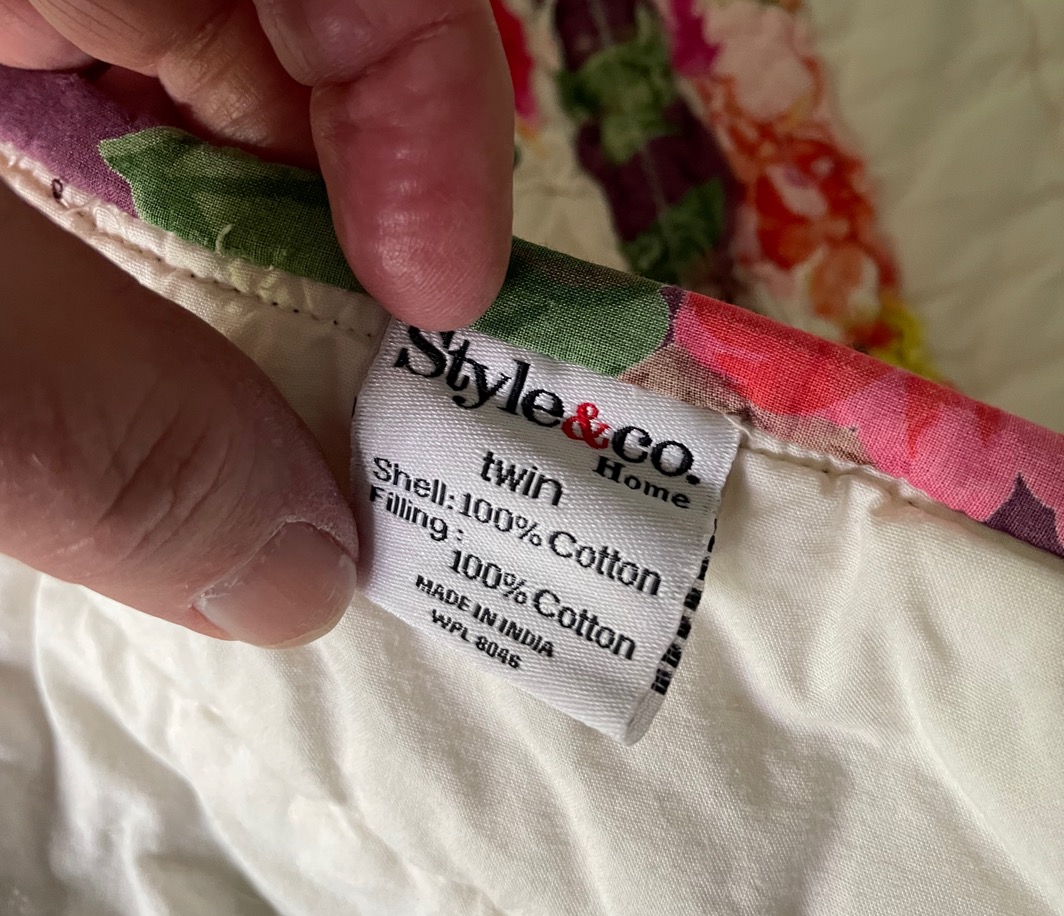 Style&co.
Home
twin
Shell: 100% Cotton
Filling :
100% Cotton
MADE IN INDIA
WPL 8046